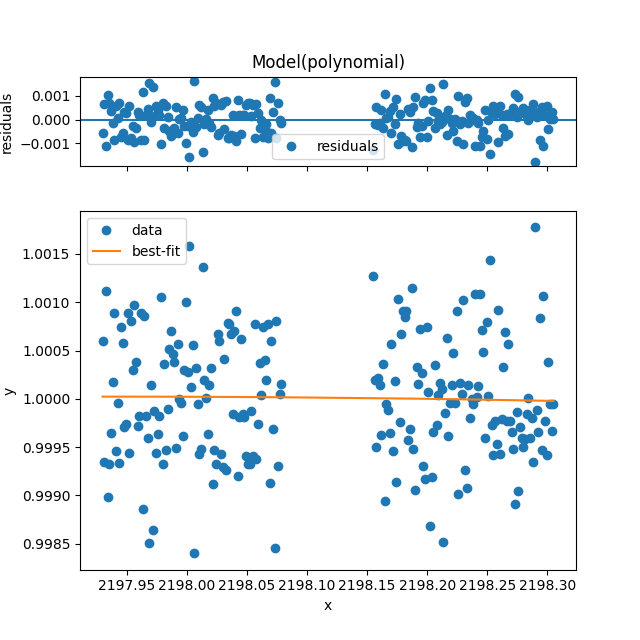 Model(polynomial)
residuals
0.001
0.000
−0.001
residuals
y
1.0015
1.0010
1.0005
1.0000
0.9995
0.9990
0.9985
data
best-fit
2197.95 2198.00 2198.05 2198.10 2198.15 2198.20 2198.25 2198.30
x